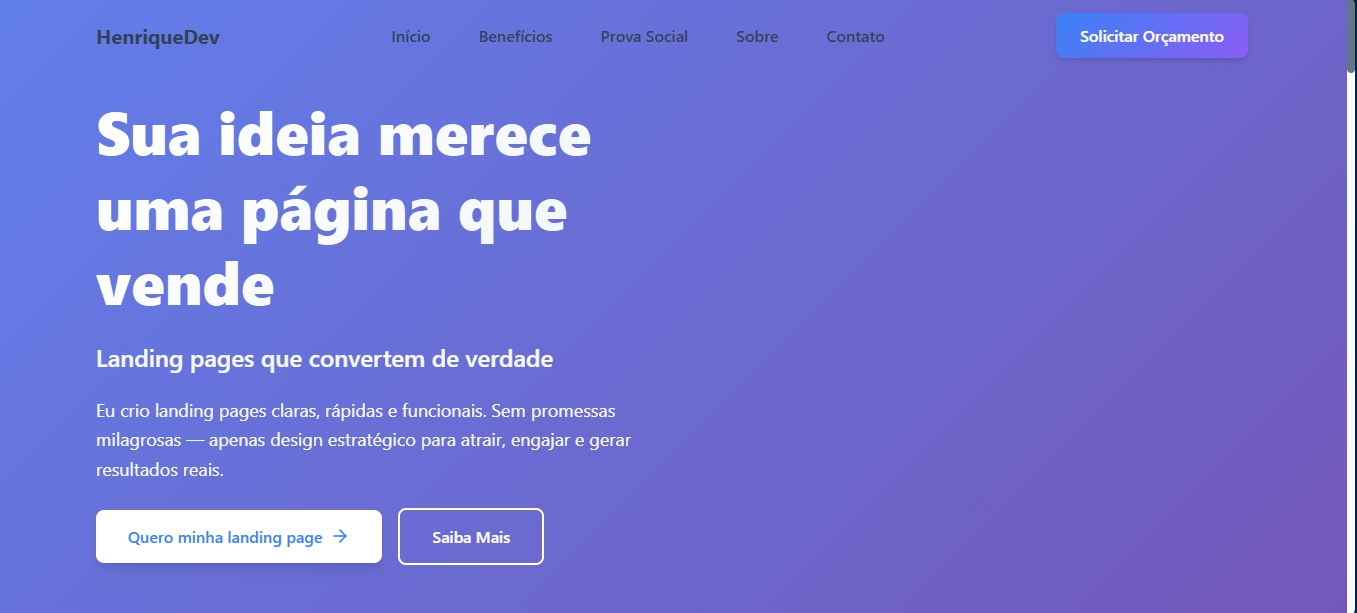 HenriqueDev
Início
Benefícios
Prova Social
Sobre
Contato
Solicitar Orçamento
Sua ideia merece
uma página que
vende
Landing pages que convertem de verdade
Eu crio landing pages claras, rápidas e funcionais. Sem promessas
milagrosas — apenas design estratégico para atrair, engajar e gerar
resultados reais.
Quero minha landing page →
Saiba Mais